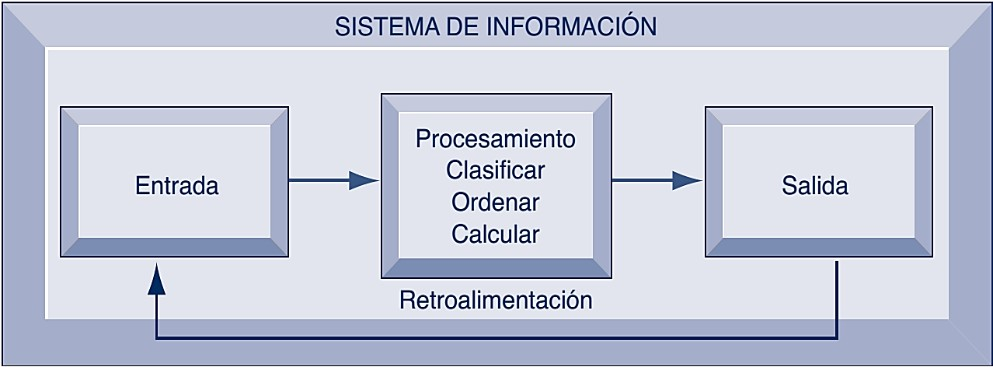 SISTEMA DE INFORMACIÓN
Entrada
Procesamiento
Clasificar
Ordenar
Calcular
Salida
Retroalimentación